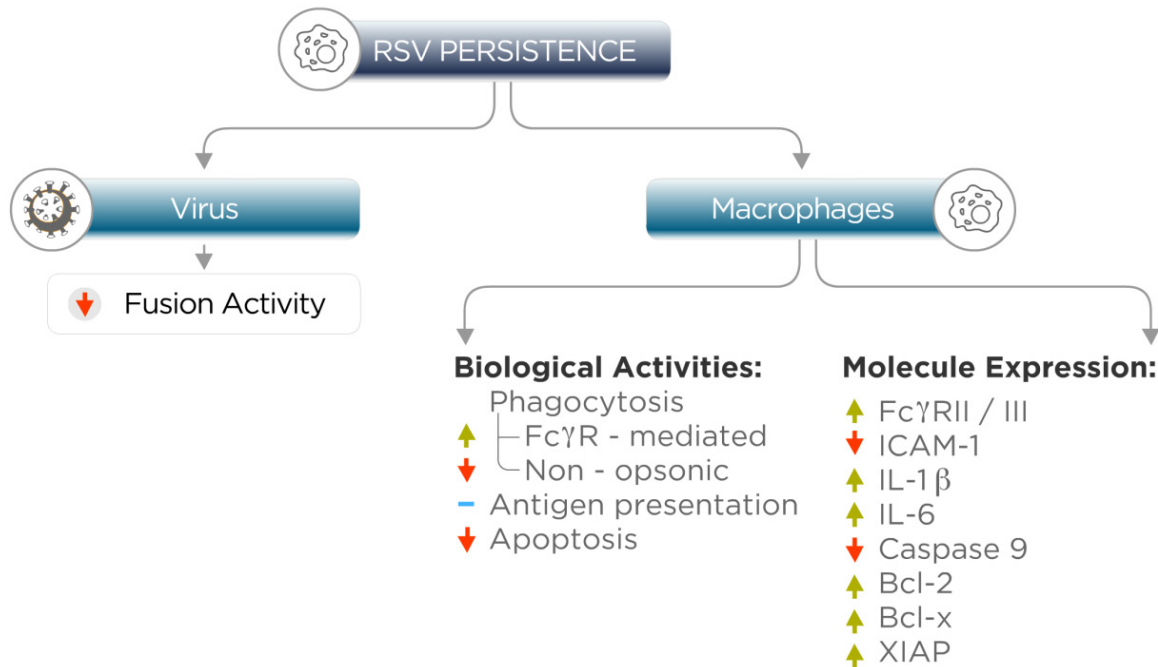 RSV PERSISTENCE
Virus
Macrophages
Fusion Activity
Biological Activities:
Phagocytosis
FcγR - mediated
Non - opsonic
Antigen presentation
Apoptosis
Molecule Expression:
FcγRII / III
ICAM-1
IL-1β
IL-6
Caspase 9
Bcl-2
Bcl-x
XIAP